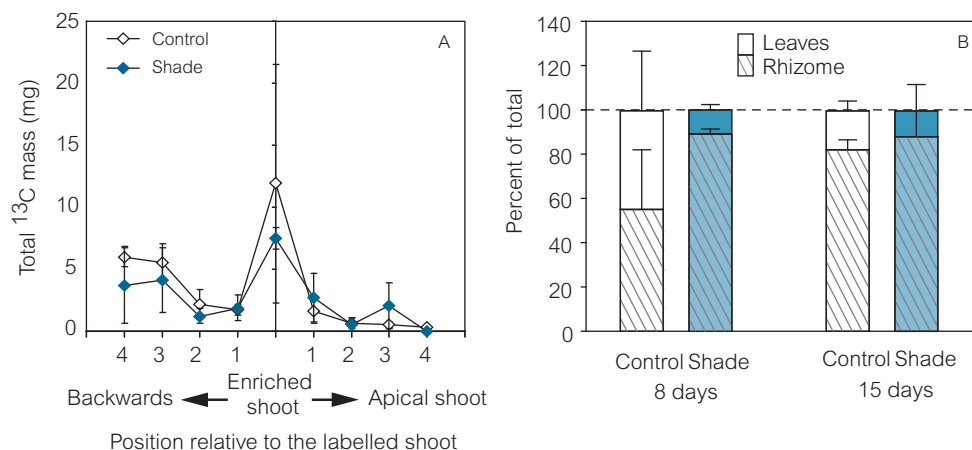 A
Control
Shade
Total ¹³C mass (mg)
25
20
15
10
5
0
4 3 2 1 1 2 3 4
Enriched
shoot
Backwards
Apical shoot
Position relative to the labelled shoot
B
Leaves
Rhizome
Percent of total
140
120
100
80
60
40
20
0
Control Shade
8 days
Control Shade
15 days